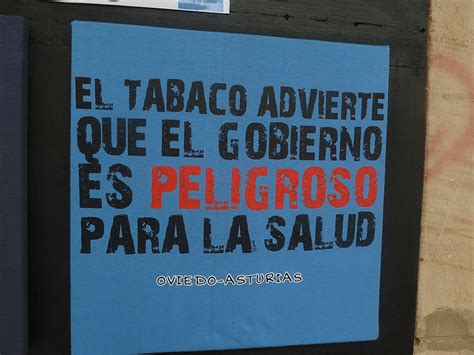 EL TABACO ADVIERTE
QUE EL GOBIERNO
ES PELIGROSO
PARA LA SALUD
OVIEDO-ASTURIAS